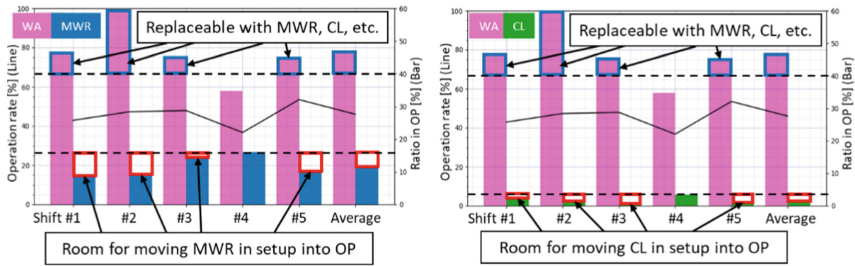 WA MWR
Replaceable with MWR, CL, etc.
Operation rate [%] (Line)
100
80
60
40
20
0
60
50
40
30
20
10
0
Ratio in OP [%] (Bar)
Shift #1 #2 #3 #4 #5 Average
Room for moving MWR in setup into OP
WA CL
Replaceable with MWR, CL, etc.
Operation rate [%] (Line)
100
80
60
40
20
0
60
50
40
30
20
10
0
Ratio in OP [%] (Bar)
Shift #1 #2 #3 #4 #5 Average
Room for moving CL in setup into OP